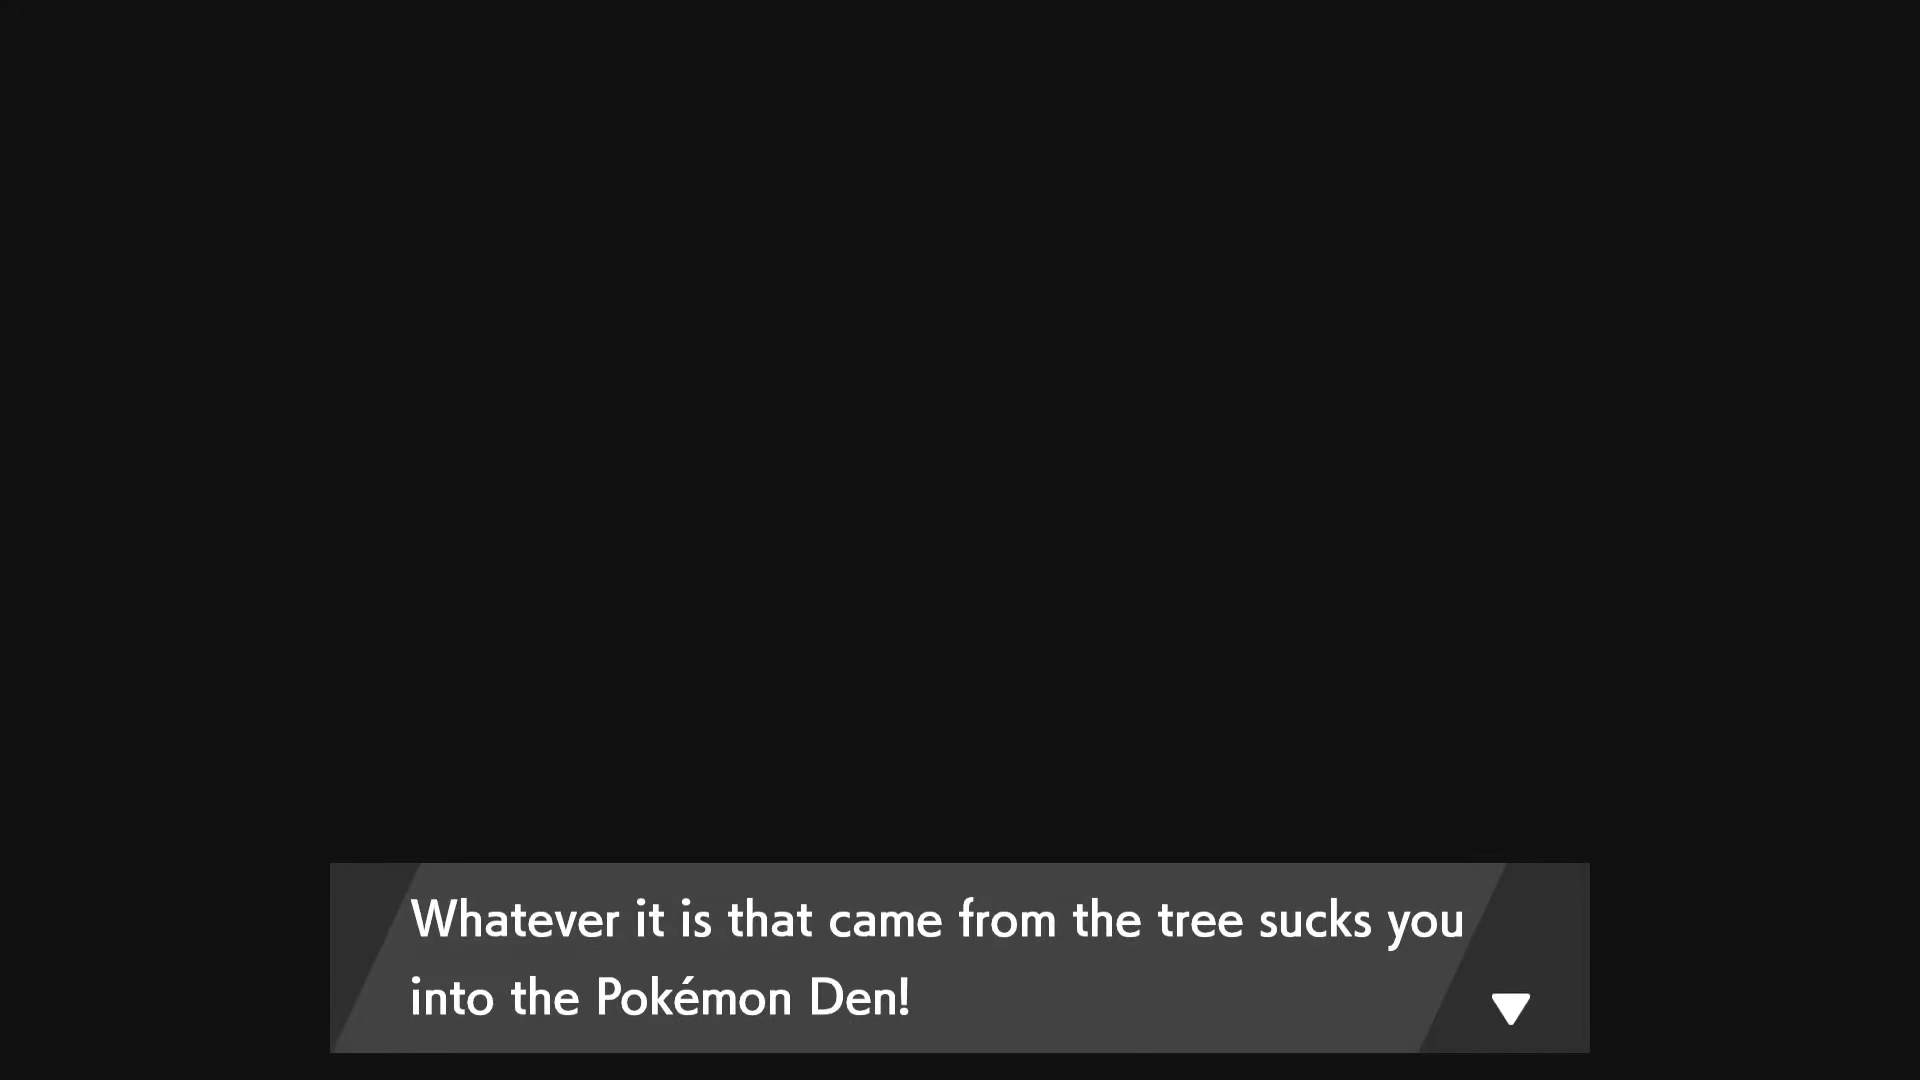 Whatever it is that came from the tree sucks you
into the Pokémon Den!